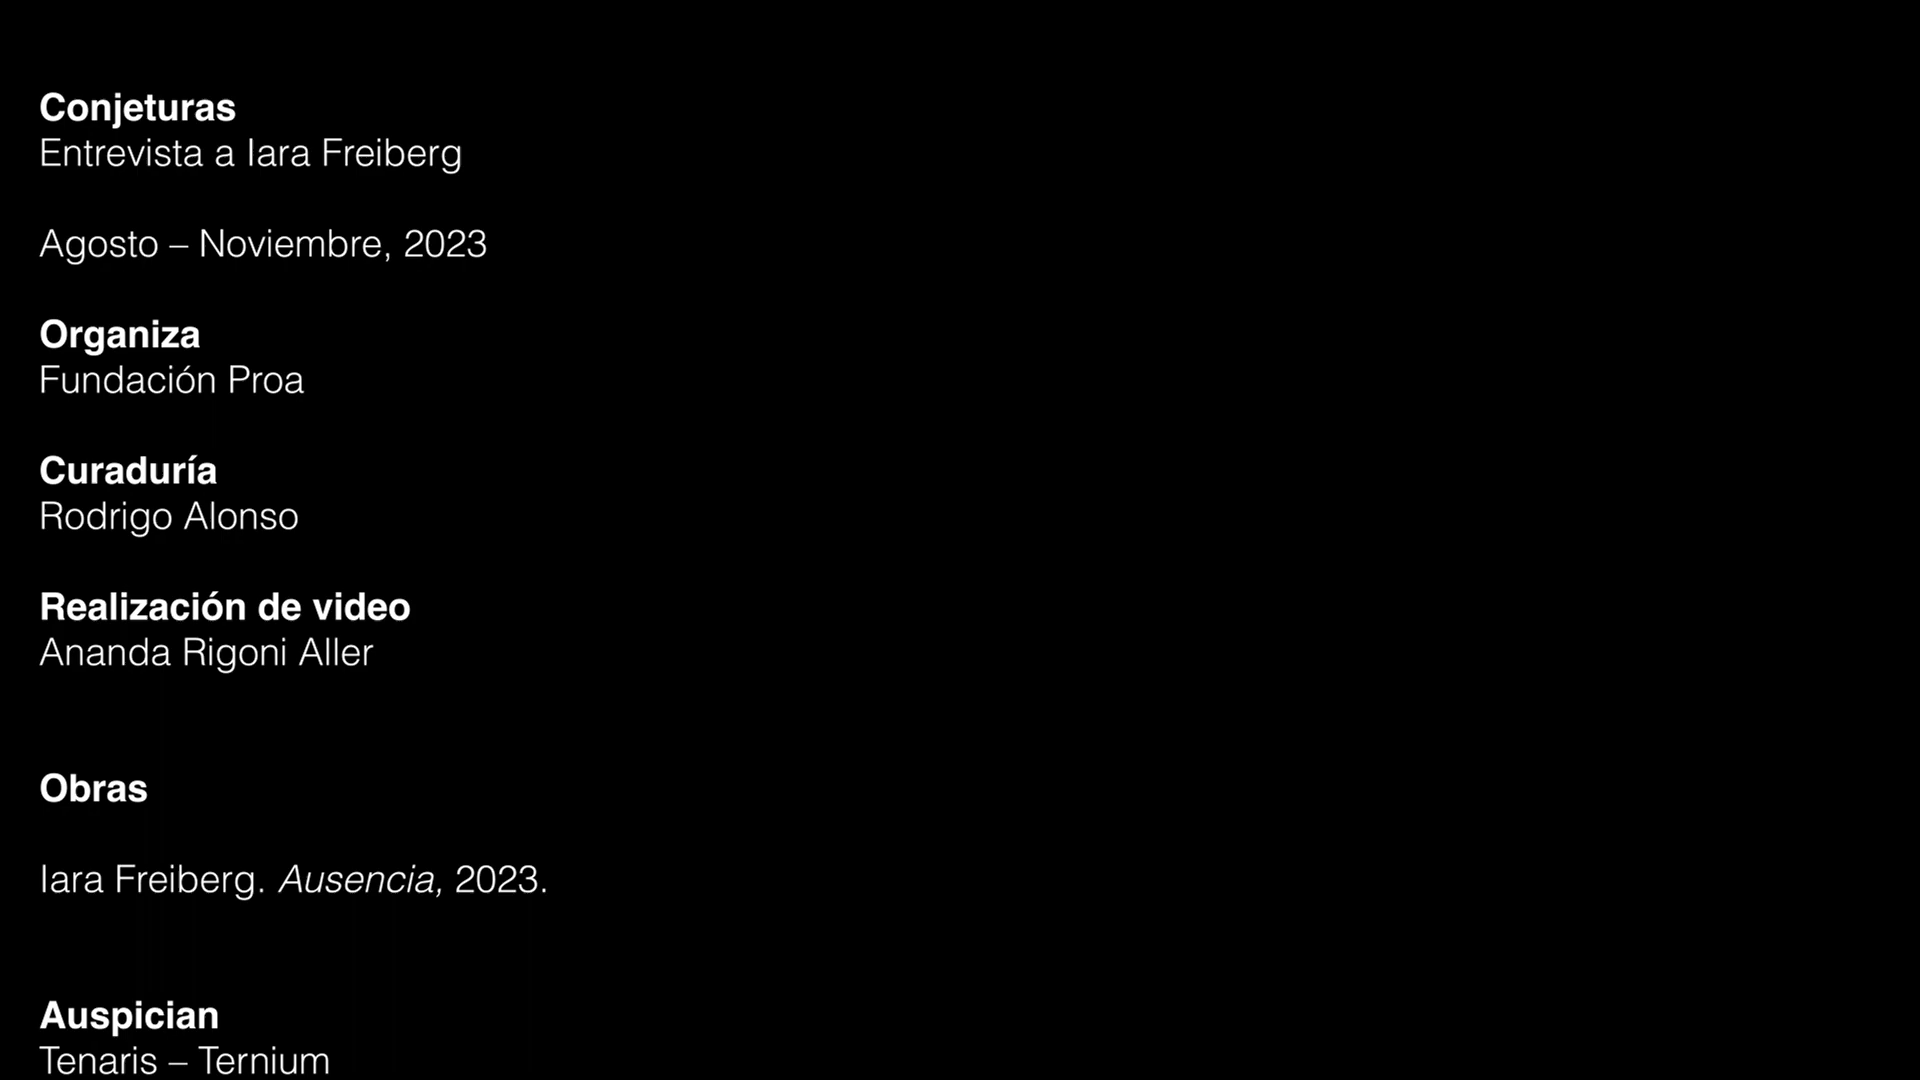 Conjeturas
Entrevista a Iara Freiberg
Agosto – Noviembre, 2023
Organiza
Fundación Proa
Curaduría
Rodrigo Alonso
Realización de video
Ananda Rigoni Aller
Obras
Iara Freiberg. Ausencia, 2023.
Auspician
Tenaris – Ternium